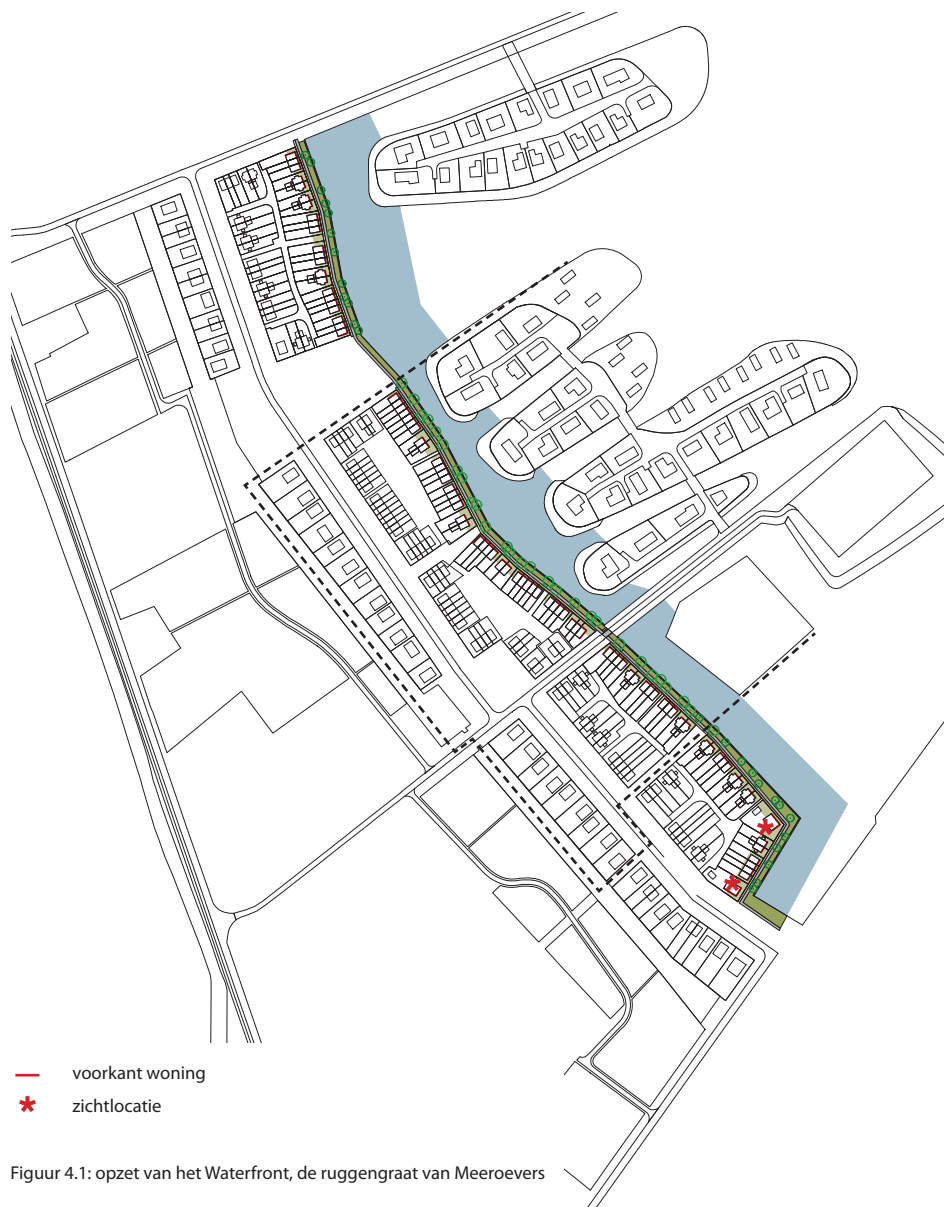 voorkant woning
zichtlocatie
Figuur 4.1: opzet van het Waterfront, de ruggengraat van Meeroevers